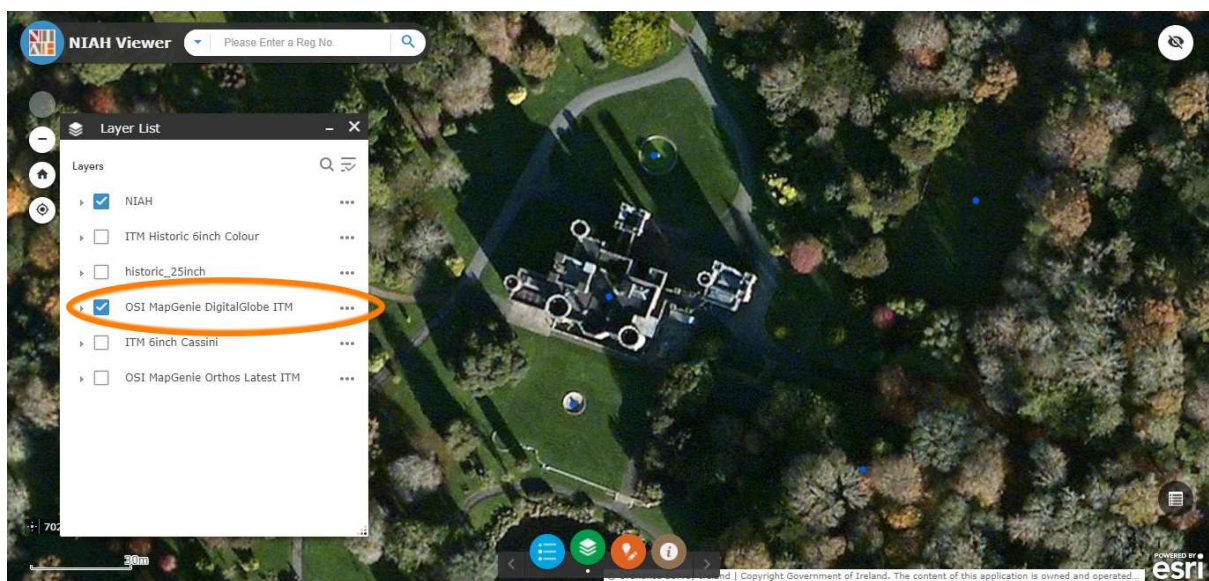 NIAH Viewer
Please Enter a Reg No.
Layer List
Layers
NIAH
ITM Historic 6inch Colour
historic_25inch
OSI MapGenie DigitalGlobe ITM
ITM 6inch Cassini
OSI MapGenie Orthos Latest ITM
702
30m
| Copyright Government of Ireland. The content of this application is owned and operated...
POWERED BY
esri